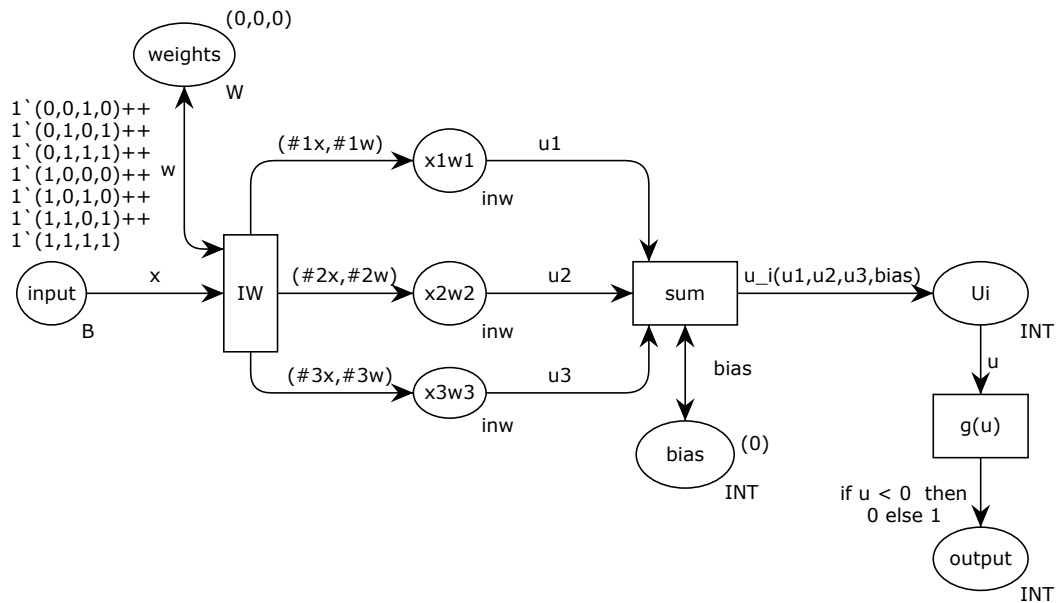 (0,0,0)
weights
W
1`(0,0,1,0)++
1`(0,1,0,1)++
1`(0,1,1,1)++
1`(1,0,0,0)++
1`(1,0,1,0)++
1`(1,1,0,1)++
1`(1,1,1,1)
w
(#1x,#1w)
x1w1
inw
u1
input
B
x
IW
(#2x,#2w)
x2w2
inw
u2
sum
u_i(u1,u2,u3,bias)
Ui
INT
(#3x,#3w)
x3w3
inw
u3
bias
bias
(0)
INT
u
g(u)
if u < 0 then
0 else 1
output
INT